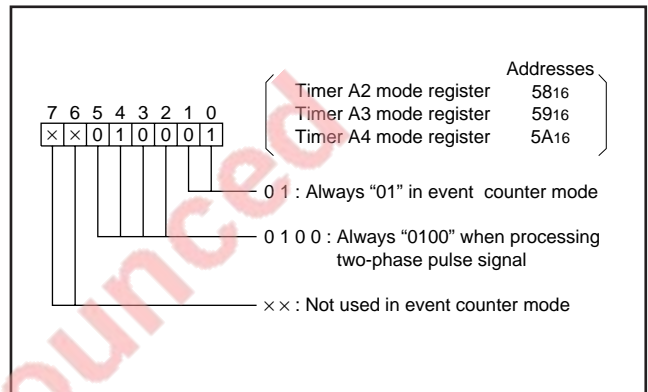 Addresses
Timer A2 mode register 5816
Timer A3 mode register 5916
Timer A4 mode register 5A16
7 6 5 4 3 2 1 0
× × 0 1 0 0 0 1
0 1 : Always “01” in event counter mode
0 1 0 0 : Always “0100” when processing
two-phase pulse signal
× × : Not used in event counter mode
ounced